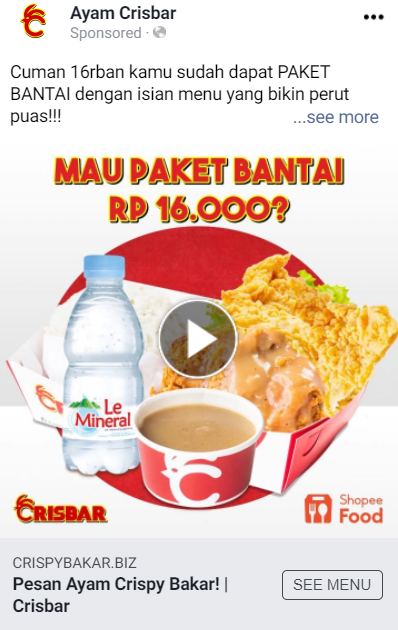 Ayam Crisbar
Sponsored ·
Cuman 16rban kamu sudah dapat PAKET
BANTAI dengan isian menu yang bikin perut
puas!!!
...see more
MAU PAKET BANTAI
RP 16.000?
Le
Mineral
CRISBAR
Shopee
Food
CRISPYBAKAR.BIZ
Pesan Ayam Crispy Bakar! |
Crisbar
SEE MENU